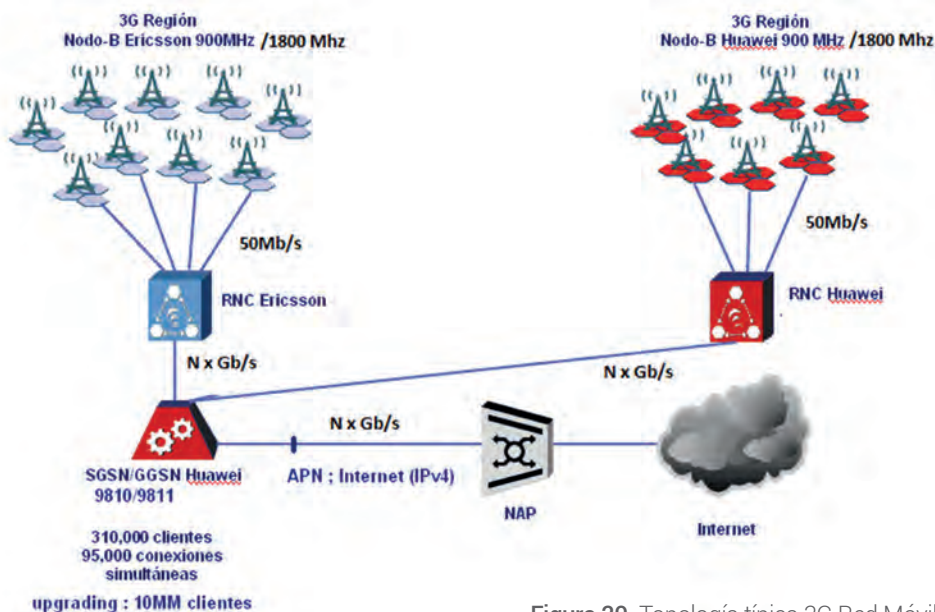 3G Región
Nodo-B Ericsson 900MHz /1800 Mhz
3G Región
Nodo-B Huawei 900 MHz /1800 Mhz
50Mb/s
50Mb/s
RNC Ericsson
RNC Huawei
N x Gb/s
N x Gb/s
N x Gb/s
SGSN/GGSN Huawei
9810/9811
APN : Internet (IPv4)
NAP
Internet
310,000 clientes
95,000 conexiones
simultáneas
upgrading : 10MM clientes